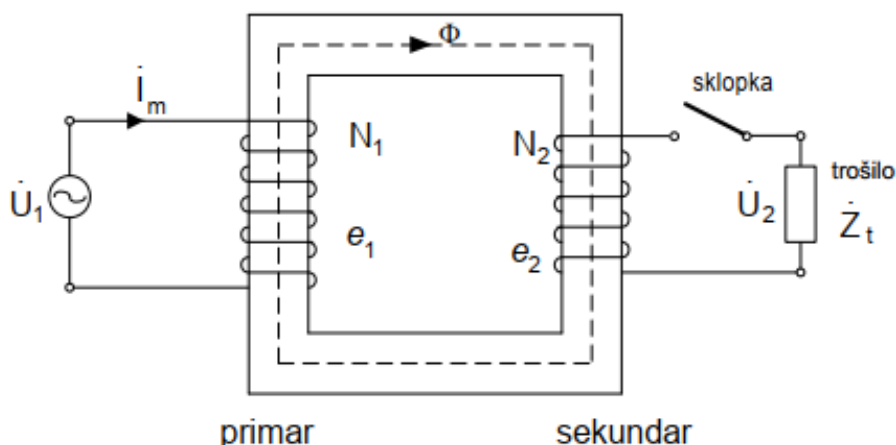 Φ
İm
sklopka
N1
N2
trošilo
U̇1
U̇2
Żt
e1
e2
primar
sekundar